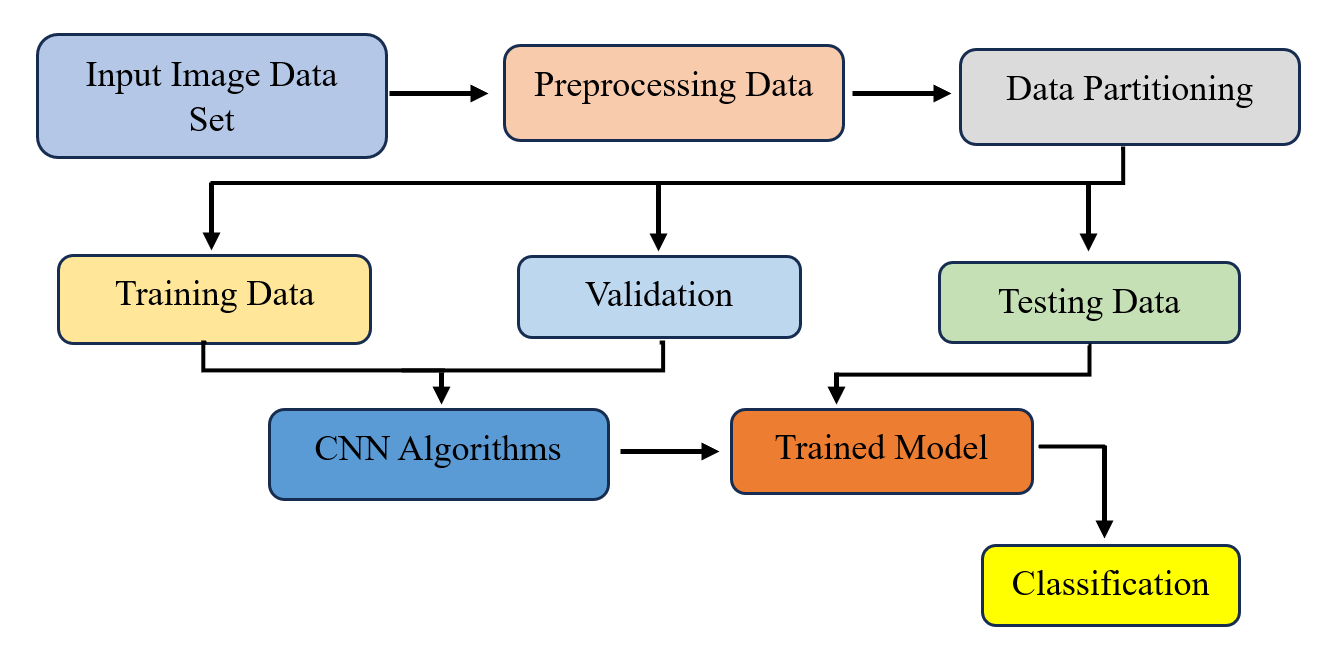 Input Image Data
Set
Preprocessing Data
Data Partitioning
Training Data
Validation
Testing Data
CNN Algorithms
Trained Model
Classification